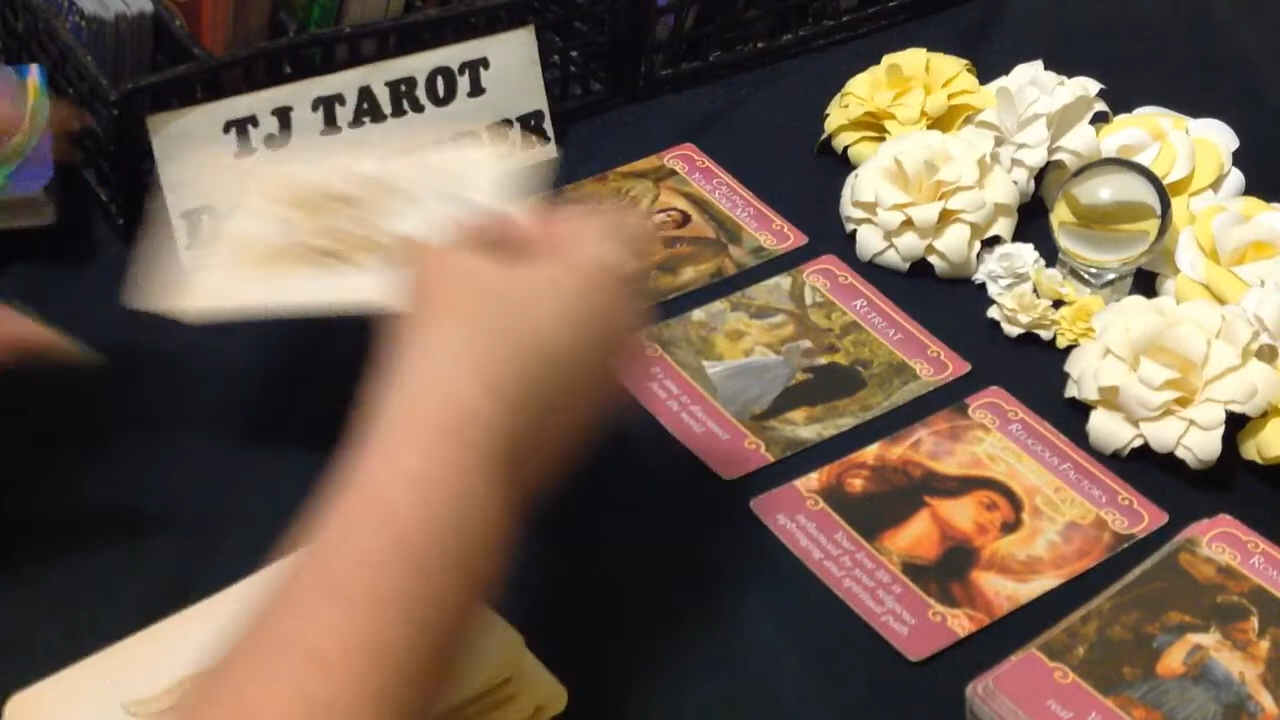 TJ TAROT
CALLING IN
YOUR SOUL MATE
RETREAT
It's time to disconnect
from the world
RELIGIOUS FACTORS
Your love life is
influenced by your religious
upbringing and spiritual path